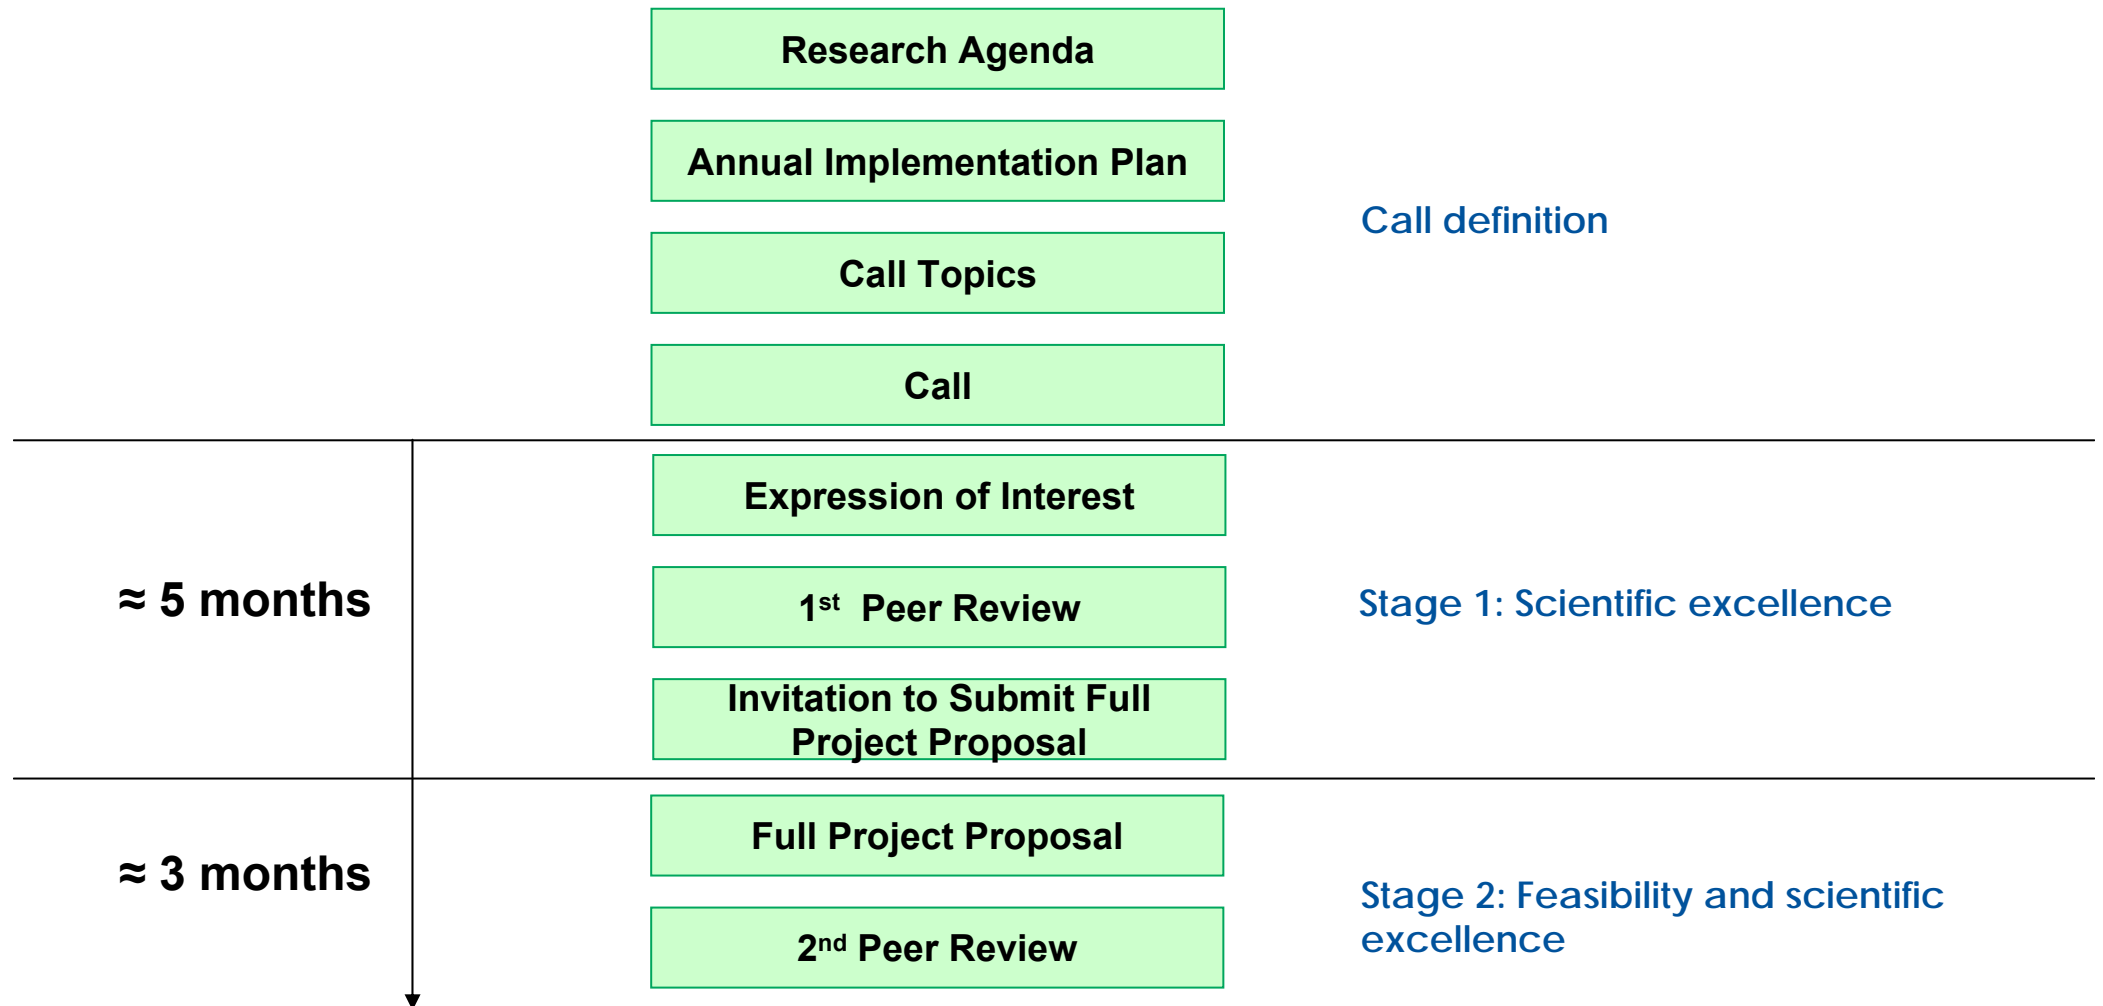 Research Agenda
Annual Implementation Plan
Call definition
Call Topics
Call
Expression of Interest
≈ 5 months
1st Peer Review
Stage 1: Scientific excellence
Invitation to Submit Full
Project Proposal
Full Project Proposal
≈ 3 months
Stage 2: Feasibility and scientific
excellence
2nd Peer Review